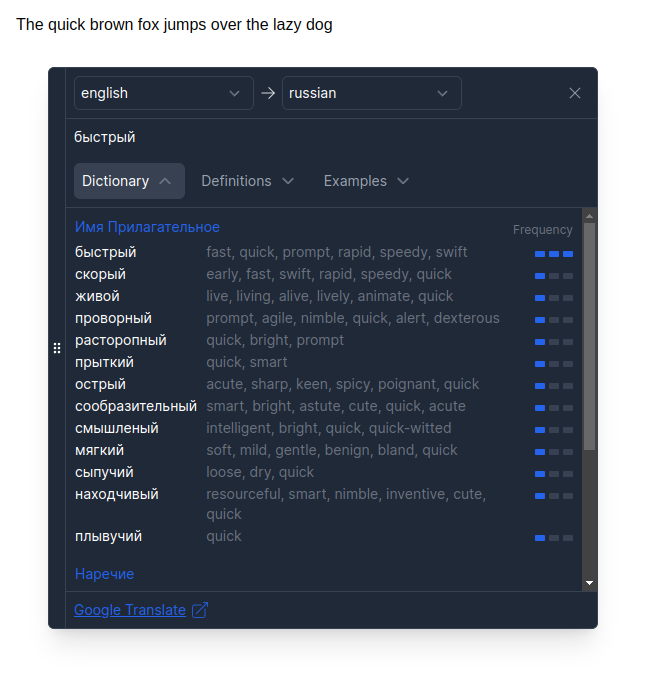 The quick brown fox jumps over the lazy dog
english → russian
быстрый
Dictionary Definitions Examples
Имя Прилагательное Frequency
быстрый fast, quick, prompt, rapid, speedy, swift
скорый early, fast, swift, rapid, speedy, quick
живой live, living, alive, lively, animate, quick
проворный prompt, agile, nimble, quick, alert, dexterous
расторопный quick, bright, prompt
прыткий quick, smart
острый acute, sharp, keen, spicy, poignant, quick
сообразительный smart, bright, astute, cute, quick, acute
смышленый intelligent, bright, quick, quick-witted
мягкий soft, mild, gentle, benign, bland, quick
сыпучий loose, dry, quick
находчивый resourceful, smart, nimble, inventive, cute,
quick
плывучий quick
Наречие
Google Translate